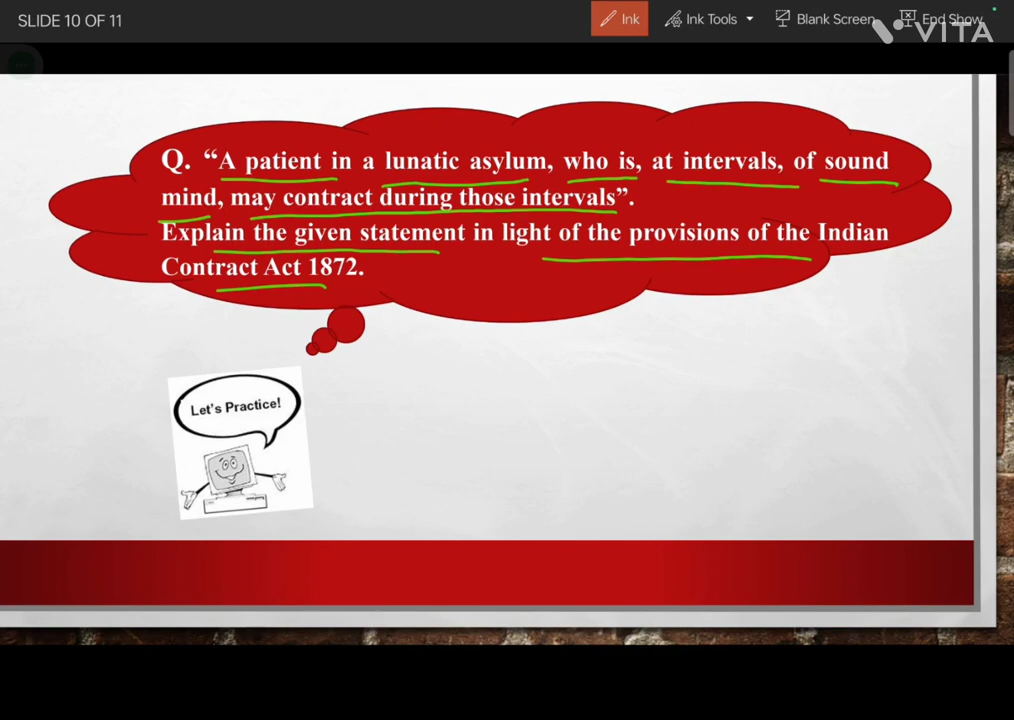 SLIDE 10 OF 11
Ink
Ink Tools
Blank Screen
End Show
VITA
Q. “A patient in a lunatic asylum, who is, at intervals, of sound
mind, may contract during those intervals”.
Explain the given statement in light of the provisions of the Indian
Contract Act 1872.
Let's Practice!